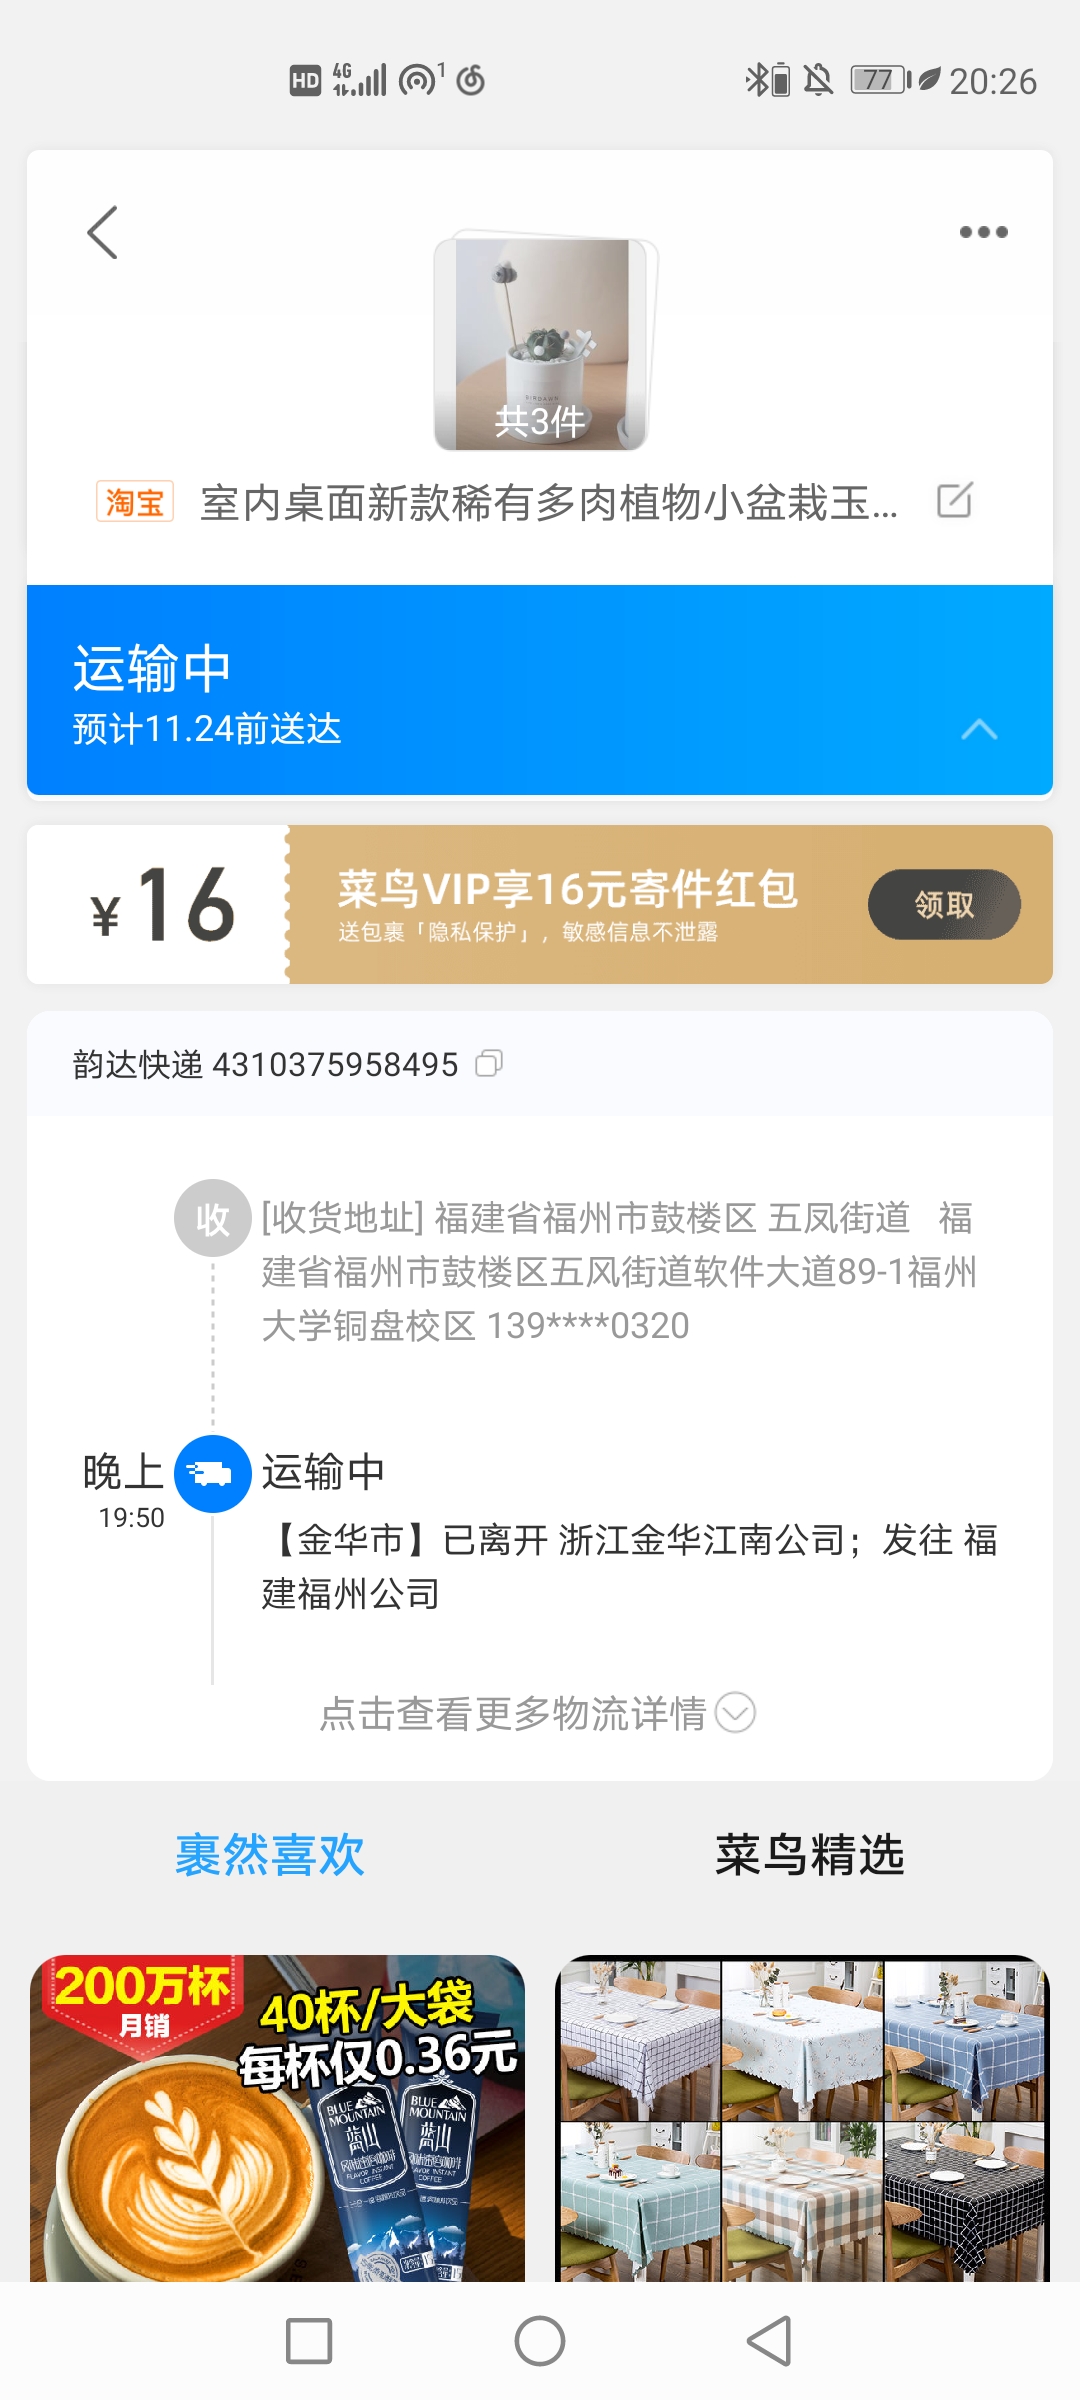 HD 4G 1 77 20:26
共3件
淘宝 室内桌面新款稀有多肉植物小盆栽玉...
运输中
预计11.24前送达
¥16
菜鸟VIP享16元寄件红包
送包裹「隐私保护」，敏感信息不泄露
领取
韵达快递 4310375958495
收 [收货地址] 福建省福州市鼓楼区 五凤街道 福
建省福州市鼓楼区五风街道软件大道89-1福州
大学铜盘校区 139****0320
晚上 运输中
19:50
【金华市】已离开 浙江金华江南公司；发往 福
建福州公司
点击查看更多物流详情
裹然喜欢 菜鸟精选
200万杯
月销
40杯/大袋
每杯仅0.36元
BLUE
MOUNTAIN
蓝山
FLAVOR INSTANT
COFFEE
BLUE
MOUNTAIN
蓝山
COFFEE